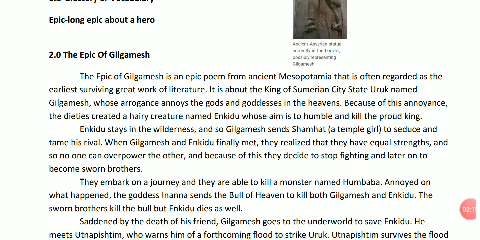 Epic-long epic about a hero
Ancient Assyrian statue
possibly representing
Gilgamesh
2.0 The Epic Of Gilgamesh
The Epic of Gilgamesh is an epic poem from ancient Mesopotamia that is often regarded as the
earliest surviving great work of literature. It is about the King of Sumerian City State Uruk named
Gilgamesh, whose arrogance annoys the gods and goddesses in the heavens. Because of this annoyance,
the dieties created a hairy creature named Enkidu whose aim is to humble and kill the proud king.
Enkidu stays in the wilderness, and so Gilgamesh sends Shamhat (a temple girl) to seduce and
tame his rival. When Gilgamesh and Enkidu finally met, they realized that they have equal strengths, and
so no one can overpower the other, and because of this they decide to stop fighting and later on to
become sworn brothers.
They embark on a journey and they are able to kill a monster named Humbaba. Annoyed on
what happened, the goddess Inanna sends the Bull of Heaven to kill both Gilgamesh and Enkidu. The
sworn brothers kill the bull but Enkidu dies as well.
Saddened by the death of his friend, Gilgamesh goes to the underworld to save Enkidu. He
meets Utnapishtim, who warns him of a forthcoming flood to strike Uruk. Utnapishtim survives the flood